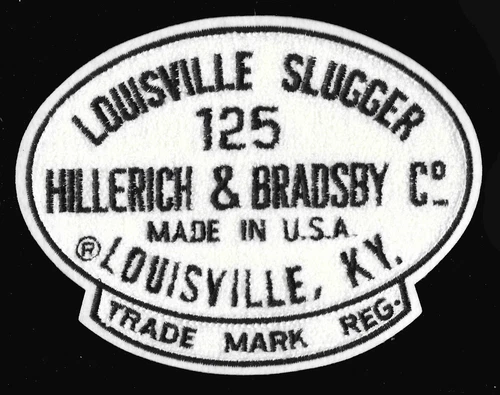 LOUISVILLE SLUGGER
125
HILLERICH & BRADSBY Cº
MADE IN U.S.A.
® LOUISVILLE, KY.
TRADE MARK REG.